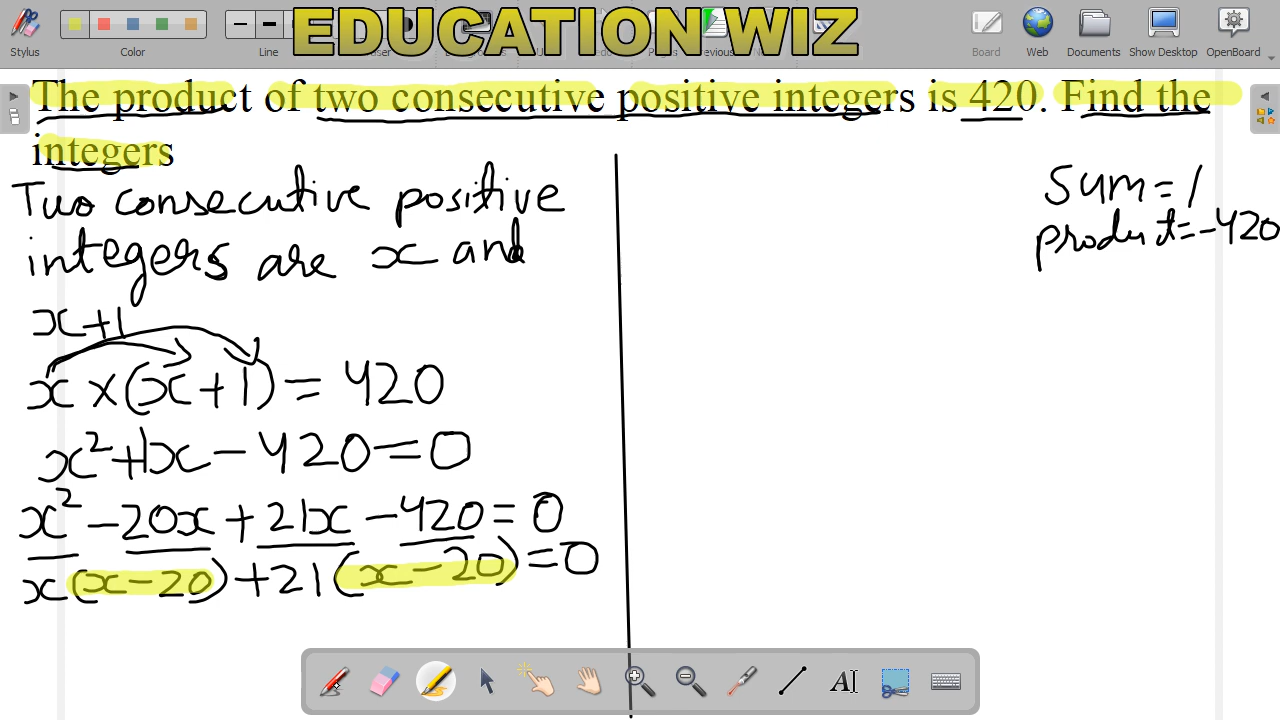 EDUCATION WIZ
Stylus
Color
Line
Board
Web
Documents
Show Desktop
OpenBoard
The product of two consecutive positive integers is 420. Find the
integers
Two consecutive positive
integers are x and
x+1
x × (x+1) = 420
x² + 1x - 420 = 0
x² - 20x + 21x - 420 = 0
x(x-20) + 21(x-20) = 0
Sum = 1
product = -420
AI